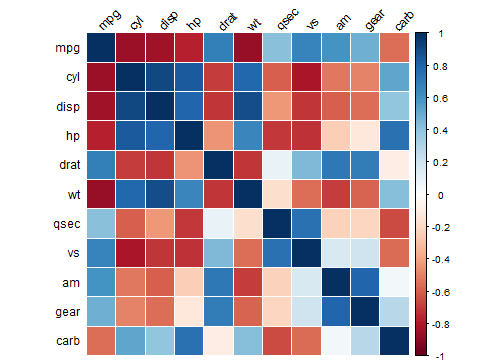 mpg cyl disp hp drat wt qsec vs am gear carb
mpg
cyl
disp
hp
drat
wt
qsec
vs
am
gear
carb
1
0.8
0.6
0.4
0.2
0
-0.2
-0.4
-0.6
-0.8
-1